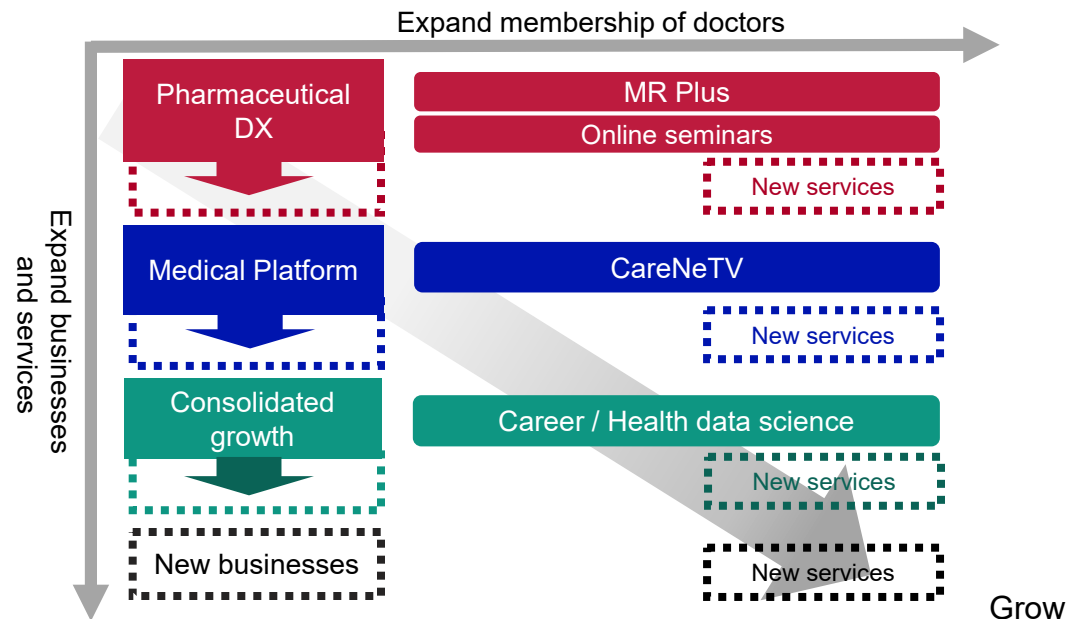 Expand membership of doctors
Expand businesses
and services
Pharmaceutical
DX
MR Plus
Online seminars
New services
Medical Platform
CareNeTV
New services
Consolidated
growth
Career / Health data science
New services
New businesses
New services
Grow